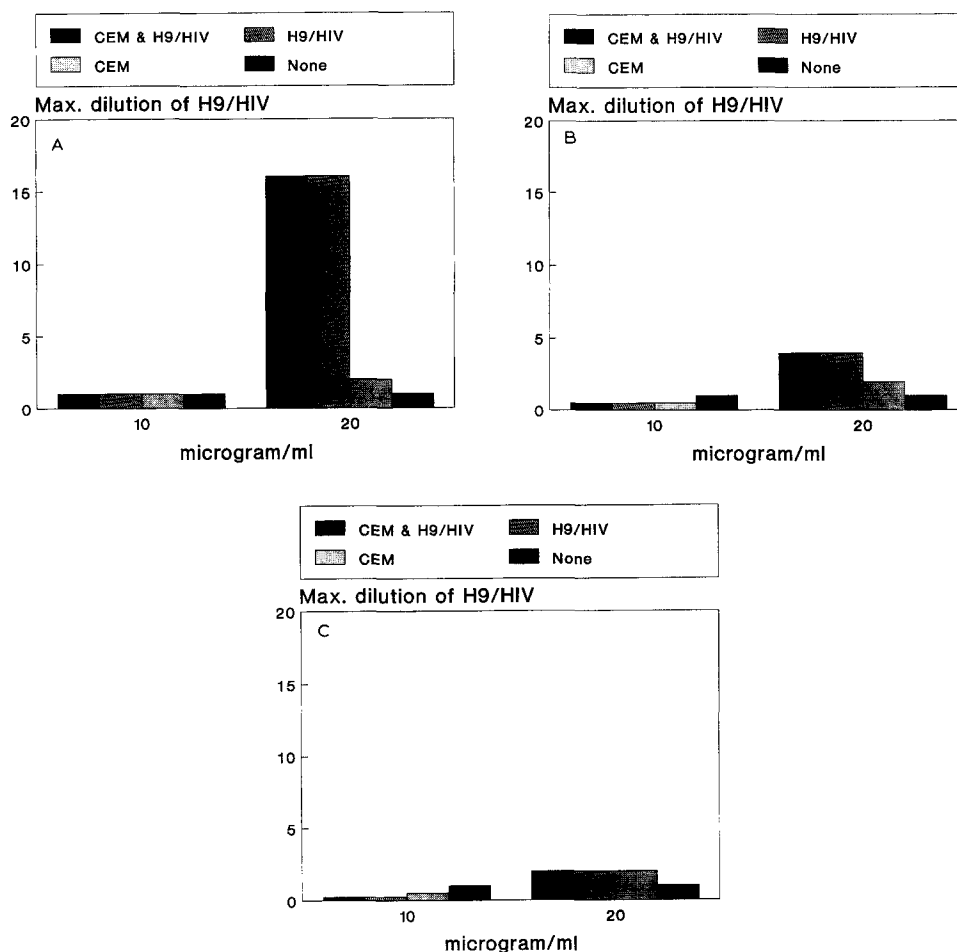 CEM & H9/HIV H9/HIV
CEM None
Max. dilution of H9/HIV
20
A
15
10
5
0
10 20
microgram/ml
CEM & H9/HIV H9/HIV
CEM None
Max. dilution of H9/HIV
20
B
15
10
5
0
10 20
microgram/ml
CEM & H9/HIV H9/HIV
CEM None
Max. dilution of H9/HIV
20
C
15
10
5
0
10 20
microgram/ml